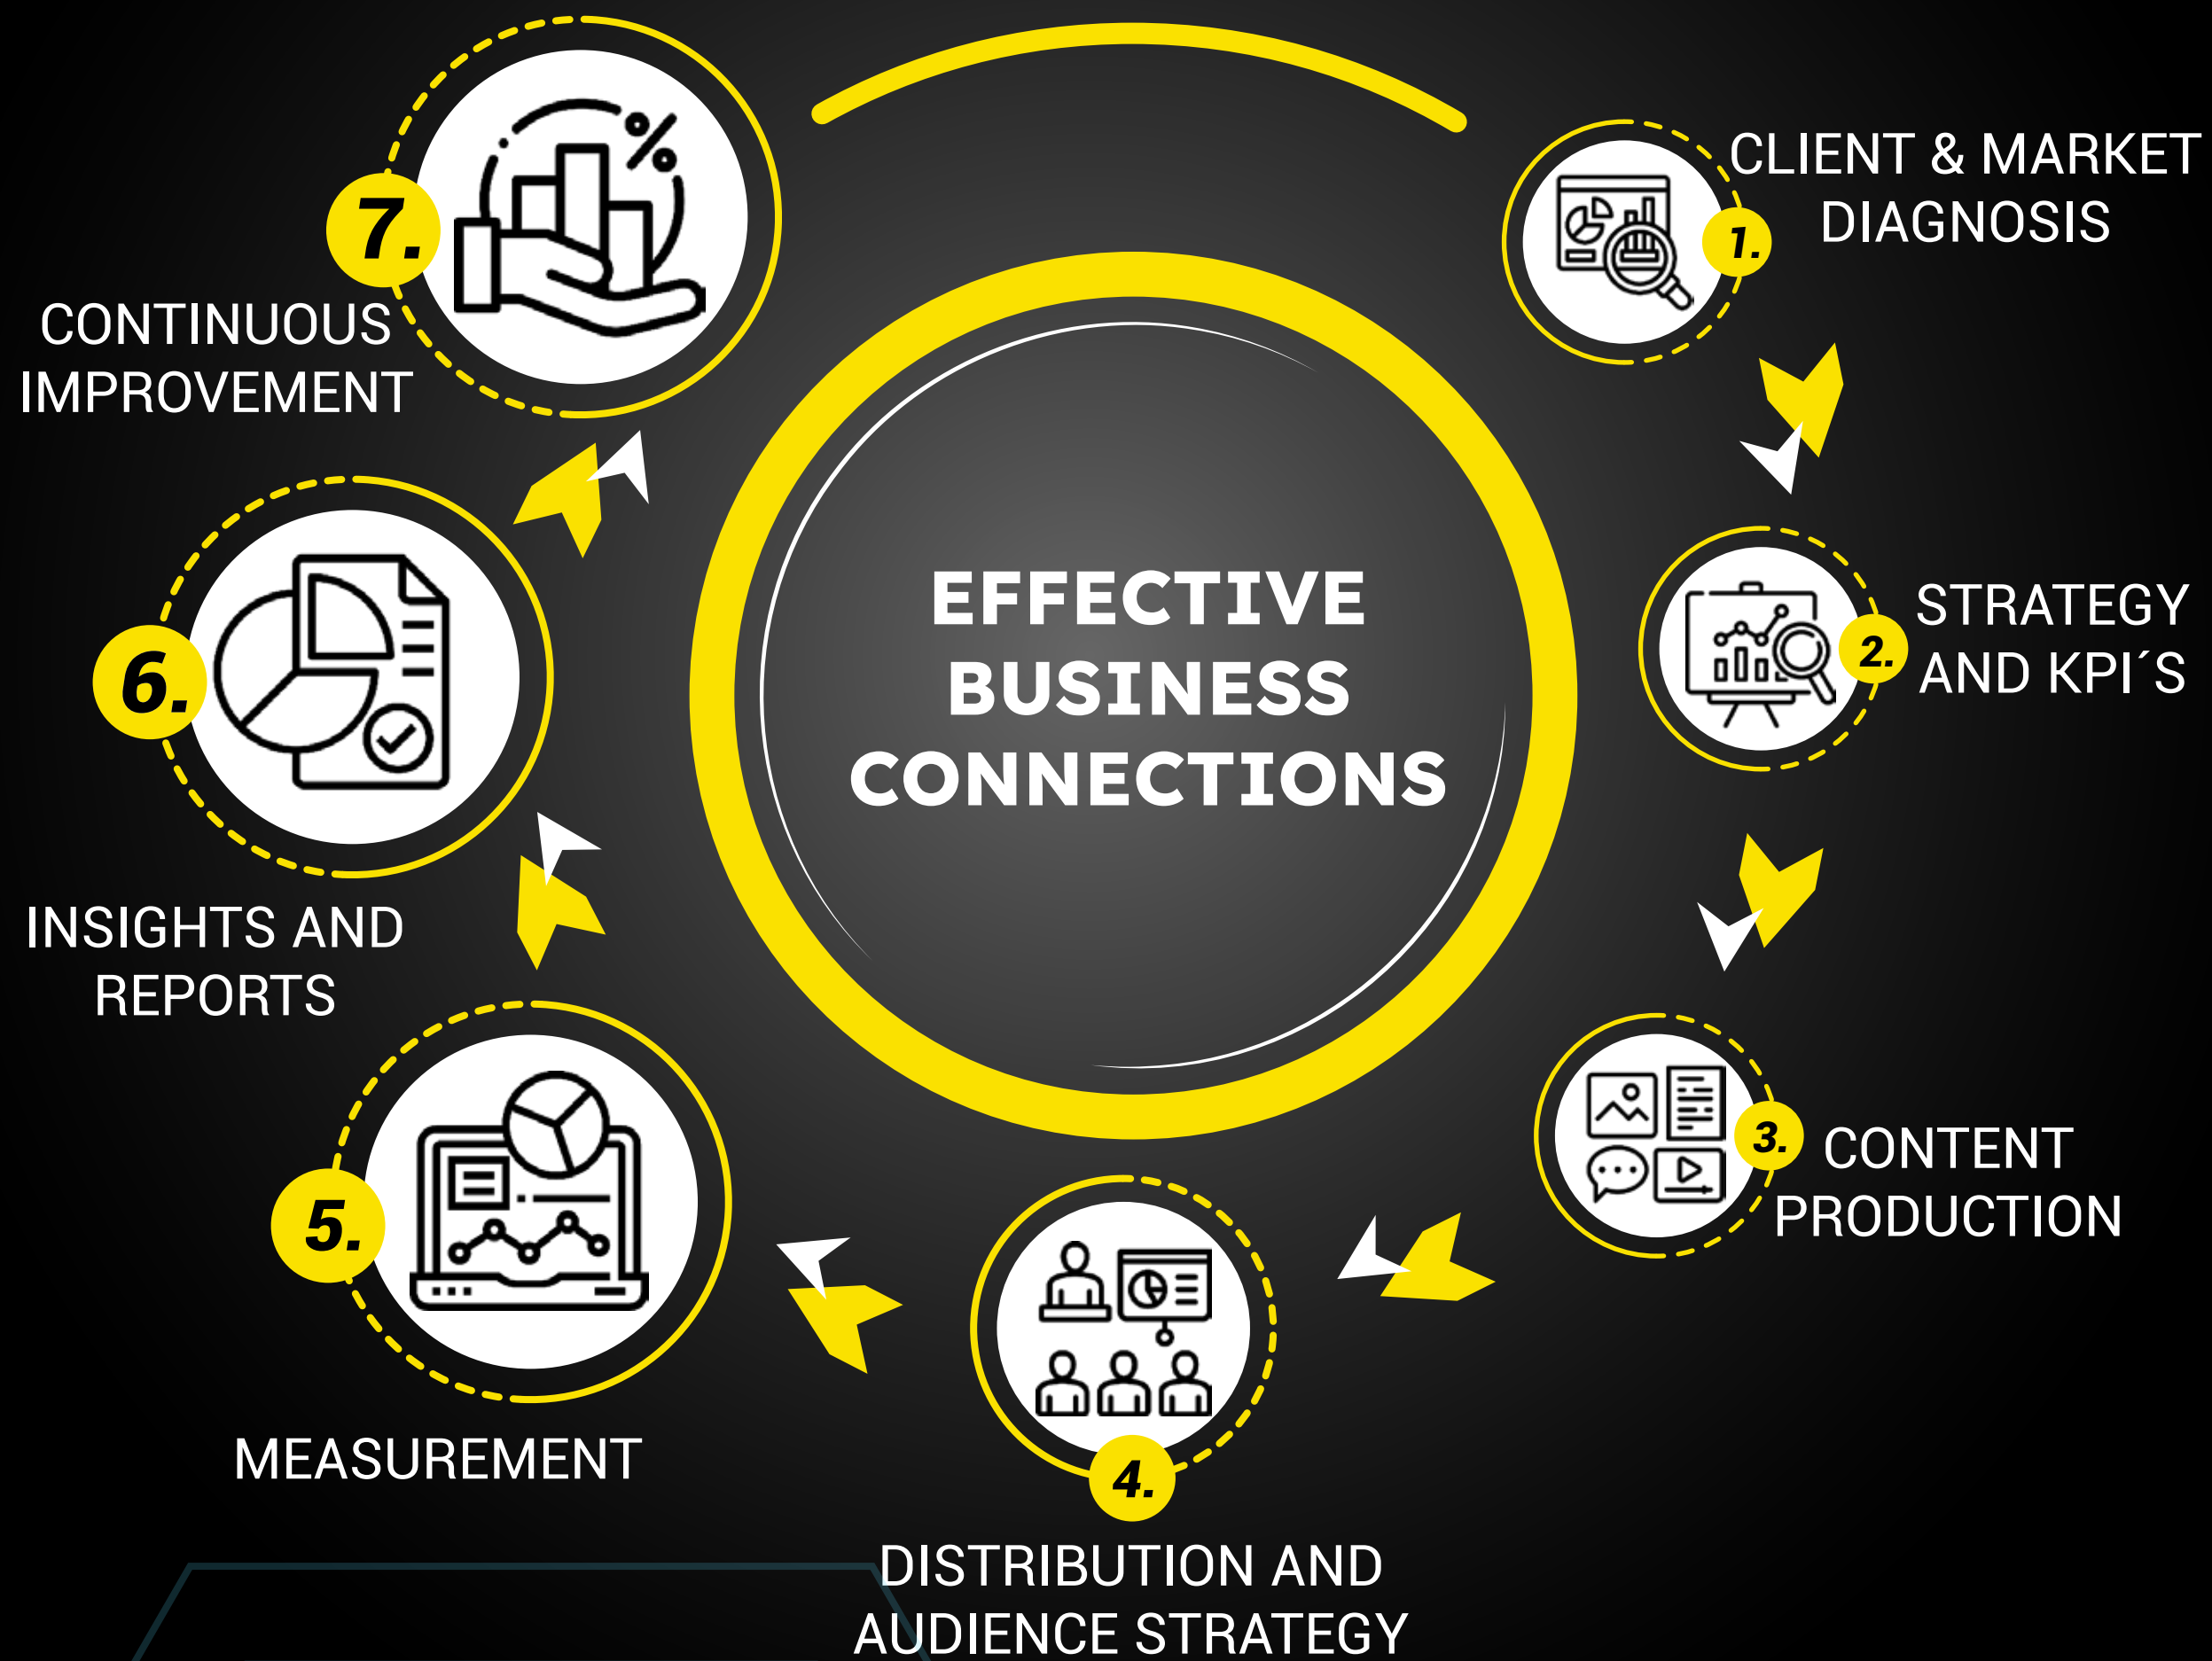 EFFECTIVE
BUSINESS
CONNECTIONS
1.
CLIENT & MARKET
DIAGNOSIS
2.
STRATEGY
AND KPI´S
3.
CONTENT
PRODUCTION
4.
DISTRIBUTION AND
AUDIENCE STRATEGY
5.
MEASUREMENT
6.
INSIGHTS AND
REPORTS
7.
CONTINUOUS
IMPROVEMENT
%